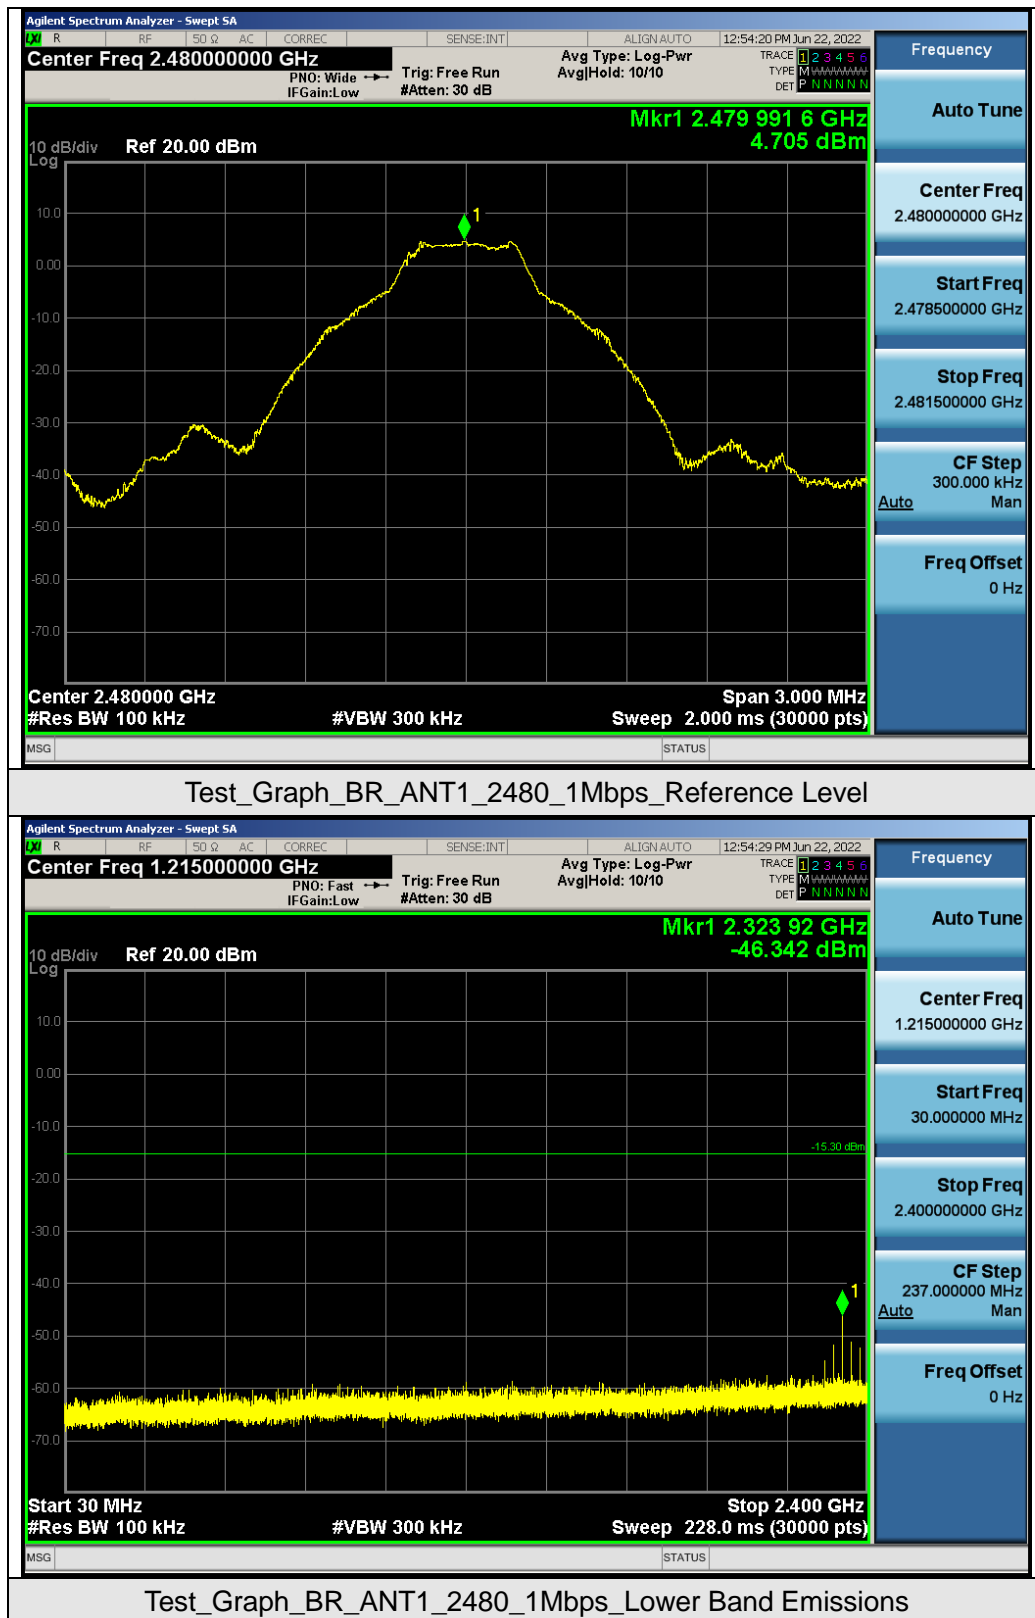 Agilent Spectrum Analyzer - Swept SA
LXI R RF 50 Ω AC CORREC SENSE:INT ALIGN AUTO 12:54:20 PM Jun 22, 2022
Center Freq 2.480000000 GHz
PNO: Wide
IFGain:Low
Trig: Free Run
#Atten: 30 dB
Avg Type: Log-Pwr
Avg|Hold: 10/10
TRACE 1 2 3 4 5 6
TYPE M WWWWW
DET P N N N N N
Mkr1 2.479 991 6 GHz
4.705 dBm
10 dB/div Ref 20.00 dBm
Log
10.0
0.00
-10.0
-20.0
-30.0
-40.0
-50.0
-60.0
-70.0
1
Center 2.480000 GHz Span 3.000 MHz
#Res BW 100 kHz #VBW 300 kHz Sweep 2.000 ms (30000 pts)
MSG STATUS
Frequency
Auto Tune
Center Freq
2.480000000 GHz
Start Freq
2.478500000 GHz
Stop Freq
2.481500000 GHz
CF Step
300.000 kHz
Auto Man
Freq Offset
0 Hz
Test_Graph_BR_ANT1_2480_1Mbps_Reference Level
Agilent Spectrum Analyzer - Swept SA
LXI R RF 50 Ω AC CORREC SENSE:INT ALIGN AUTO 12:54:29 PM Jun 22, 2022
Center Freq 1.215000000 GHz
PNO: Fast
IFGain:Low
Trig: Free Run
#Atten: 30 dB
Avg Type: Log-Pwr
Avg|Hold: 10/10
TRACE 1 2 3 4 5 6
TYPE M WWWWW
DET P N N N N N
Mkr1 2.323 92 GHz
-46.342 dBm
10 dB/div Ref 20.00 dBm
Log
10.0
0.00
-10.0
-20.0
-30.0
-40.0
-50.0
-60.0
-70.0
-15.30 dBm
1
Start 30 MHz Stop 2.400 GHz
#Res BW 100 kHz #VBW 300 kHz Sweep 228.0 ms (30000 pts)
MSG STATUS
Frequency
Auto Tune
Center Freq
1.215000000 GHz
Start Freq
30.000000 MHz
Stop Freq
2.400000000 GHz
CF Step
237.000000 MHz
Auto Man
Freq Offset
0 Hz
Test_Graph_BR_ANT1_2480_1Mbps_Lower Band Emissions